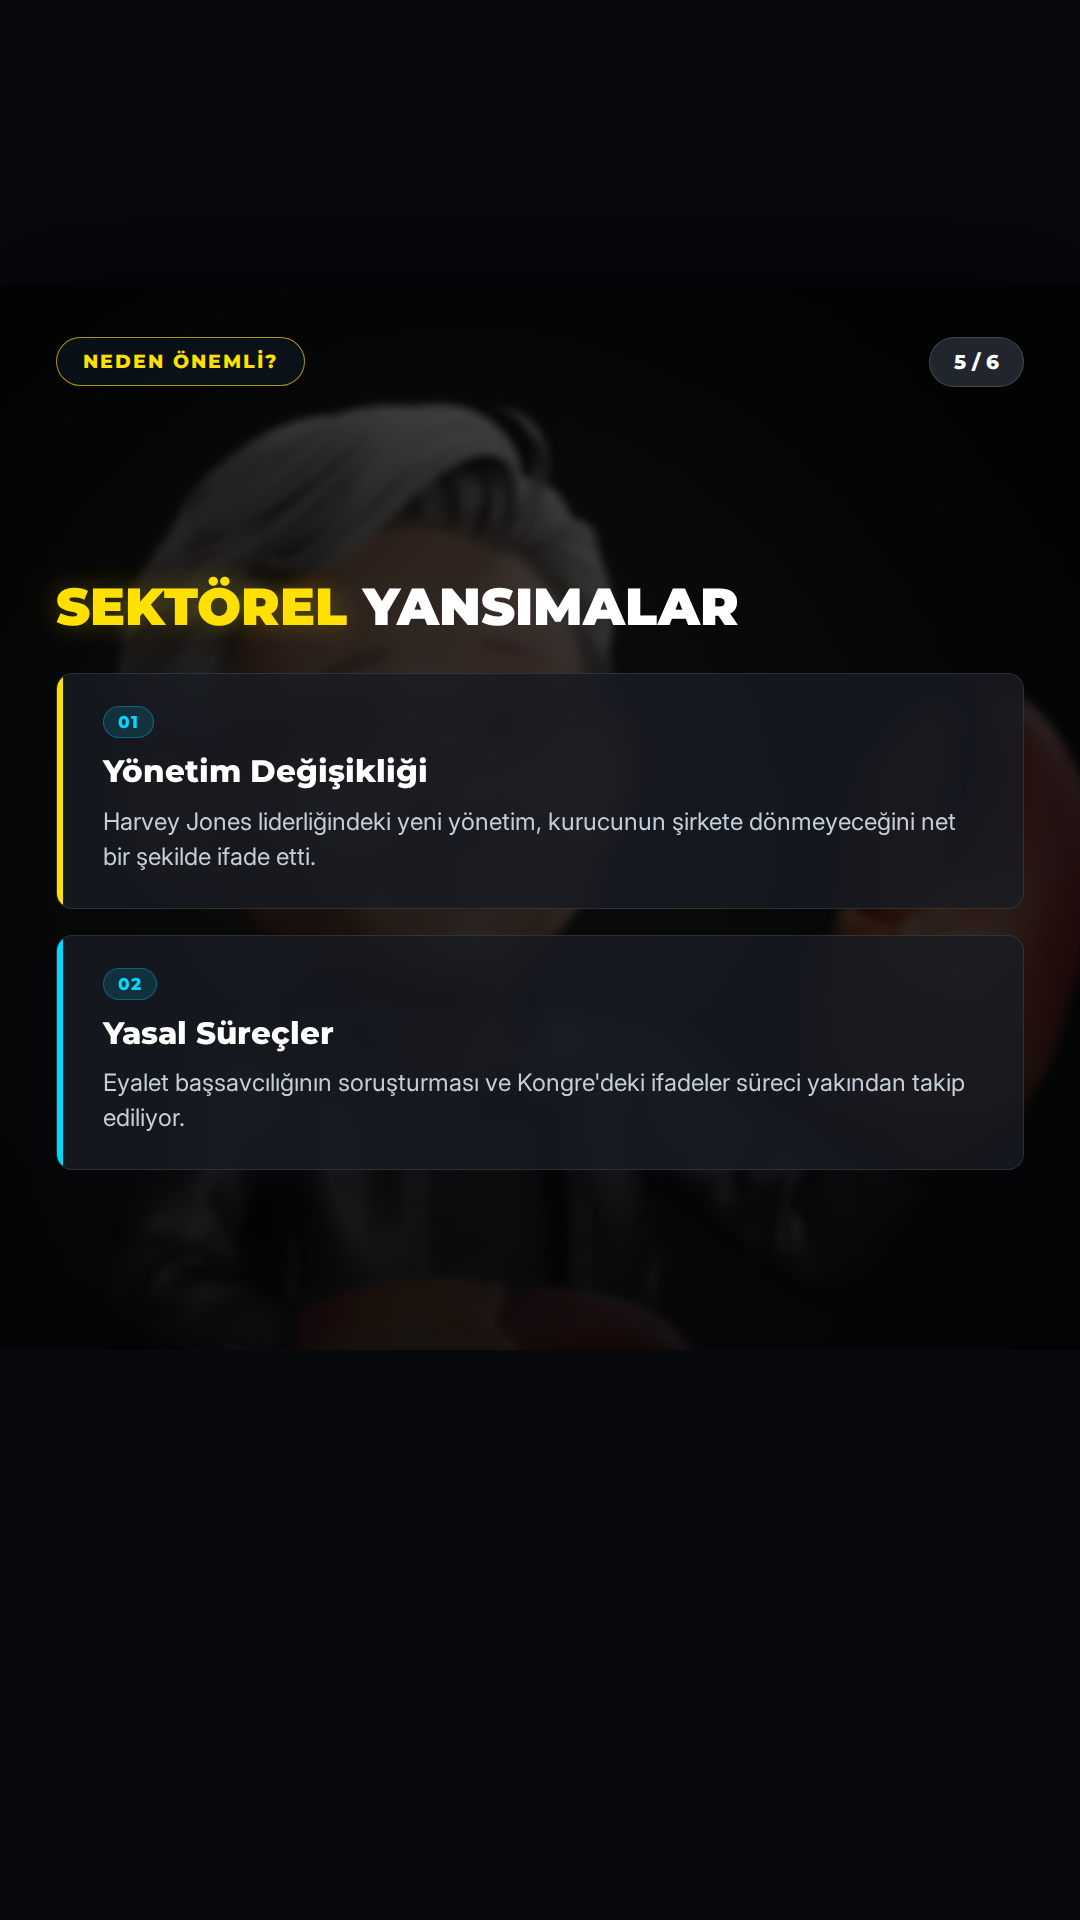 NEDEN ÖNEMLİ?
5 / 6
SEKTÖREL YANSIMALAR
01
Yönetim Değişikliği
Harvey Jones liderliğindeki yeni yönetim, kurucunun şirkete dönmeyeceğini net
bir şekilde ifade etti.
02
Yasal Süreçler
Eyalet başsavcılığının soruşturması ve Kongre'deki ifadeler süreci yakından takip
ediliyor.